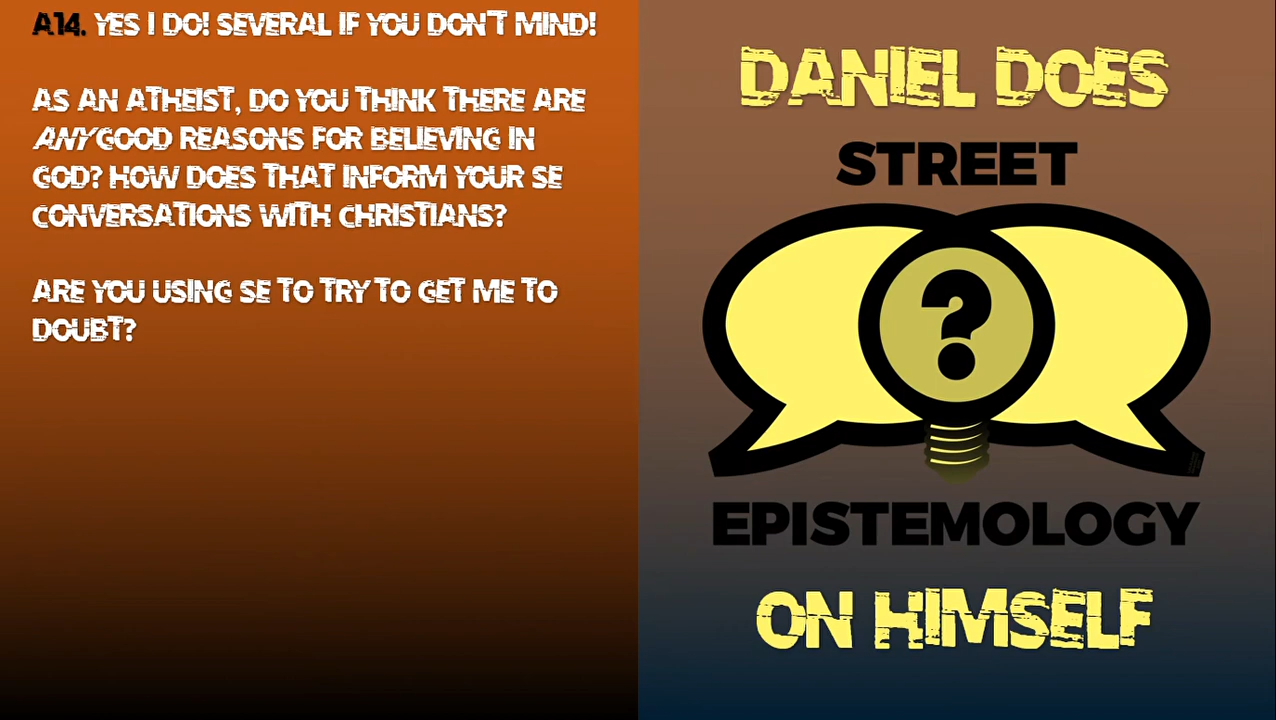 A14. YES I DO! SEVERAL IF YOU DON'T MIND!
AS AN ATHEIST, DO YOU THINK THERE ARE
ANY GOOD REASONS FOR BELIEVING IN
GOD? HOW DOES THAT INFORM YOUR SE
CONVERSATIONS WITH CHRISTIANS?
ARE YOU USING SE TO TRY TO GET ME TO
DOUBT?
DANIEL DOES
STREET
?
EPISTEMOLOGY
ON HIMSELF